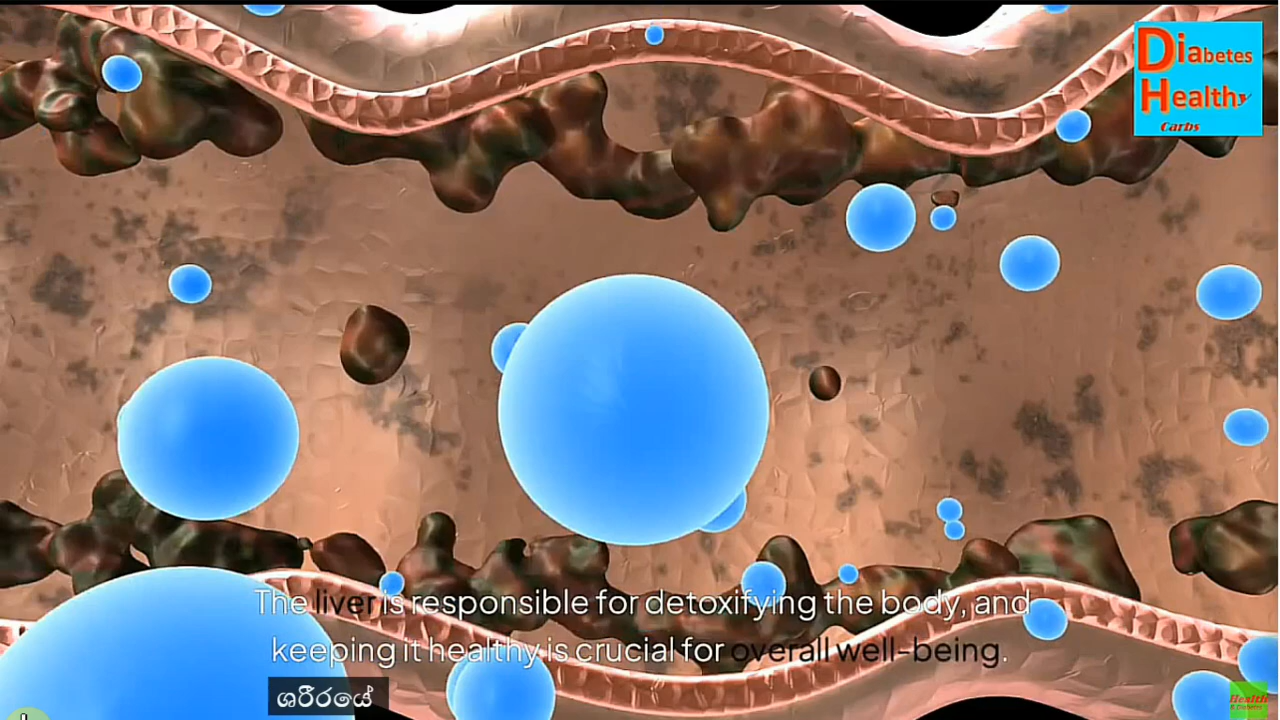 Diabetes
Healthy
Carbs
The liver is responsible for detoxifying the body, and
keeping it healthy is crucial for overall well-being.
ශරීරයේ
Health